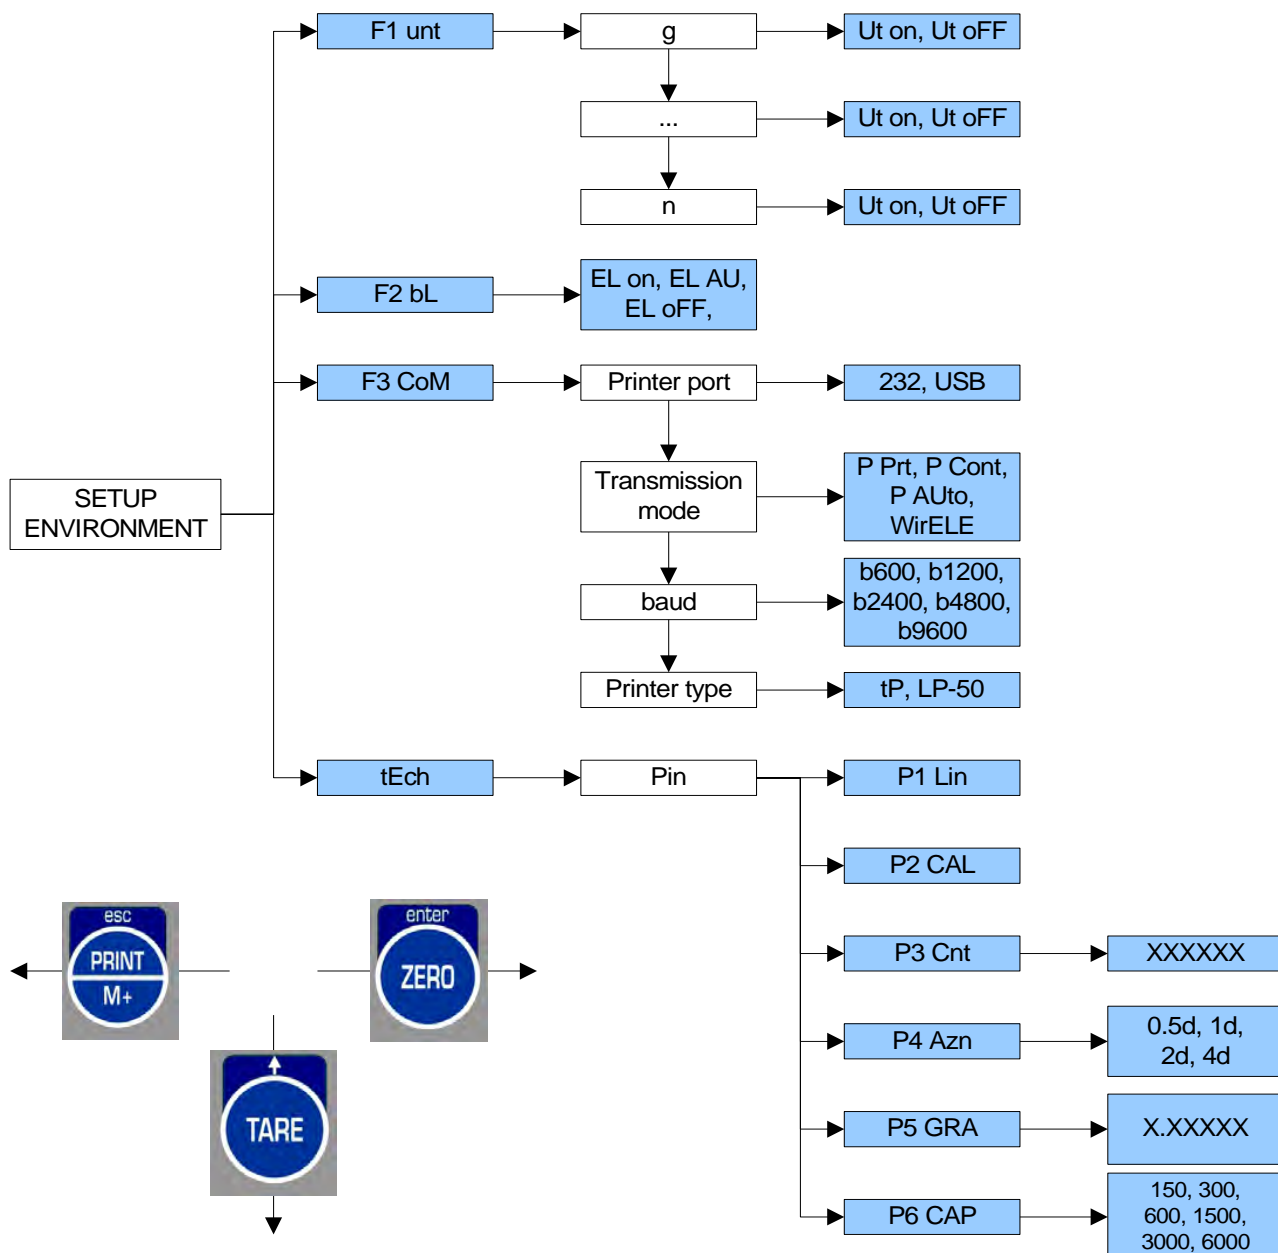 F1 unt
g
Ut on, Ut oFF
...
Ut on, Ut oFF
n
Ut on, Ut oFF
F2 bL
EL on, EL AU,
EL oFF,
F3 CoM
Printer port
232, USB
SETUP
ENVIRONMENT
Transmission
mode
P Prt, P Cont,
P AUto,
WirELE
baud
b600, b1200,
b2400, b4800,
b9600
Printer type
tP, LP-50
tEch
Pin
P1 Lin
P2 CAL
P3 Cnt
XXXXXX
P4 Azn
0.5d, 1d,
2d, 4d
P5 GRA
X.XXXXX
P6 CAP
150, 300,
600, 1500,
3000, 6000
esc
PRINT
M+
enter
ZERO
TARE